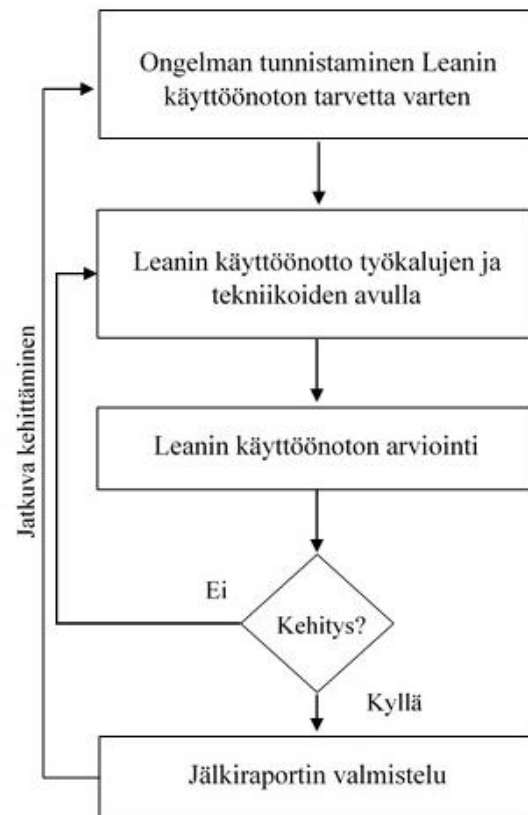 Ongelman tunnistaminen Leanin
käyttöönoton tarvetta varten
Leanin käyttöönotto työkalujen ja
tekniikoiden avulla
Jatkuva kehittäminen
Leanin käyttöönoton arviointi
Ei
Kehitys?
Kyllä
Jälkiraportin valmistelu